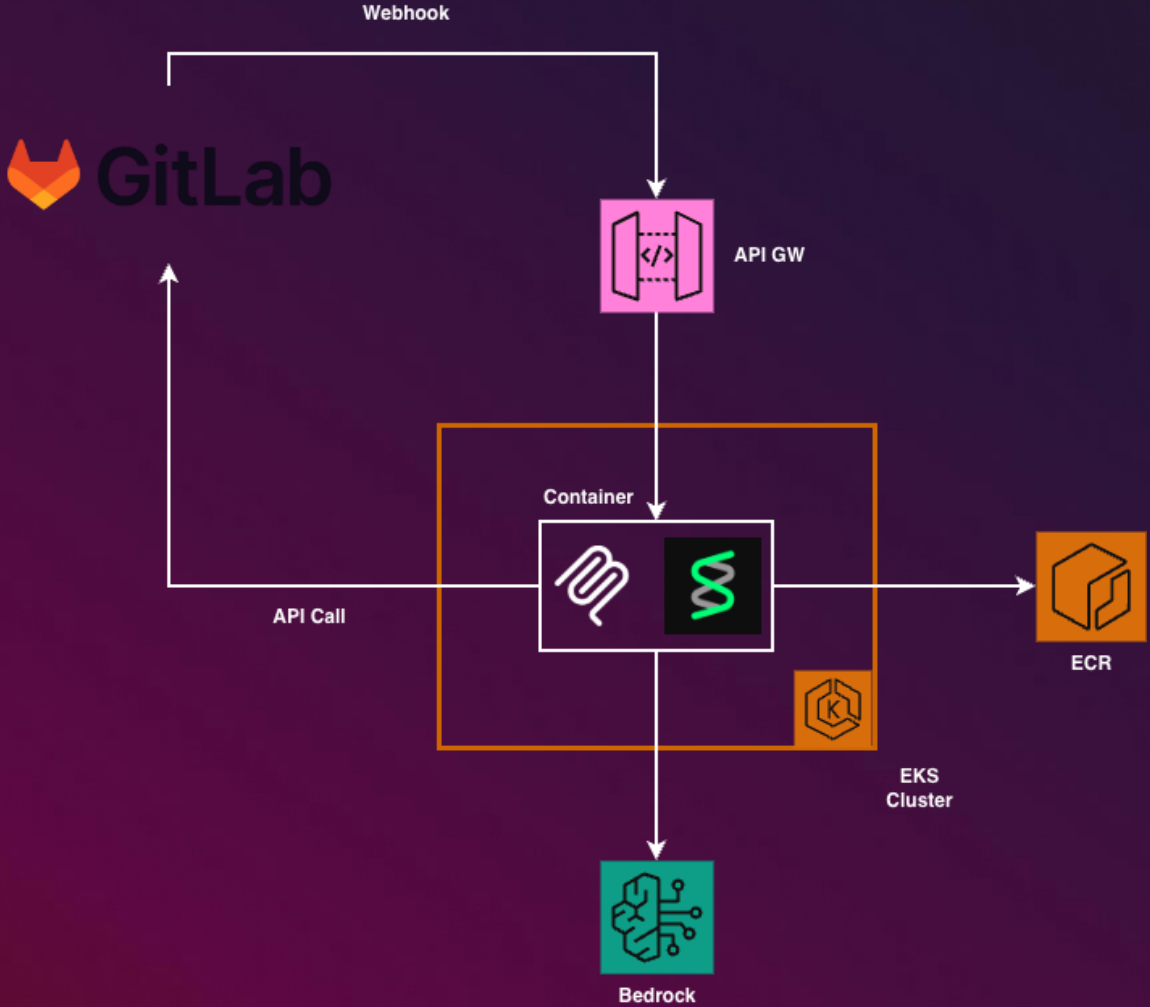 Webhook
GitLab
</>
API GW
Container
API Call
ECR
K
EKS
Cluster
Bedrock